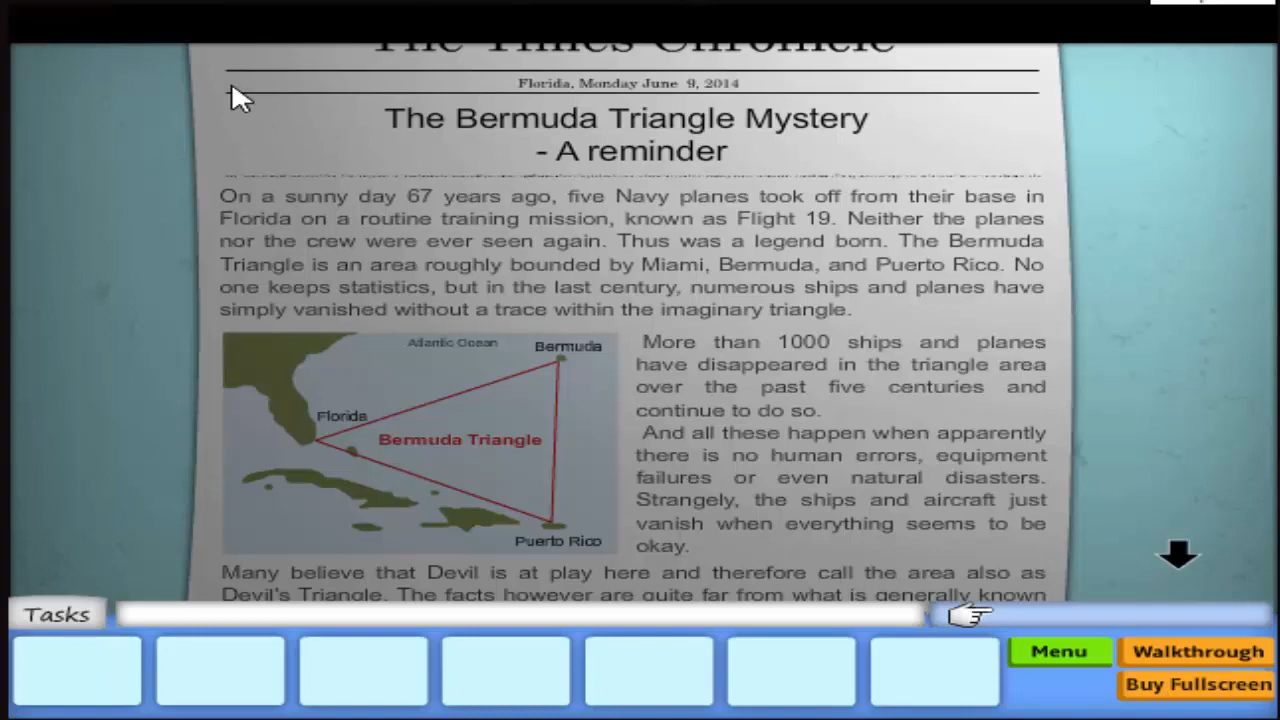 The Times Chronicle
Florida, Monday June 9, 2014
The Bermuda Triangle Mystery
- A reminder
On a sunny day 67 years ago, five Navy planes took off from their base in
Florida on a routine training mission, known as Flight 19. Neither the planes
nor the crew were ever seen again. Thus was a legend born. The Bermuda
Triangle is an area roughly bounded by Miami, Bermuda, and Puerto Rico. No
one keeps statistics, but in the last century, numerous ships and planes have
simply vanished without a trace within the imaginary triangle.
Atlantic Ocean
Bermuda
Florida
Bermuda Triangle
Puerto Rico
More than 1000 ships and planes
have disappeared in the triangle area
over the past five centuries and
continue to do so.
And all these happen when apparently
there is no human errors, equipment
failures or even natural disasters.
Strangely, the ships and aircraft just
vanish when everything seems to be
okay.
Many believe that Devil is at play here and therefore call the area also as
Devil's Triangle. The facts however are quite far from what is generally known
Tasks
Menu
Walkthrough
Buy Fullscreen